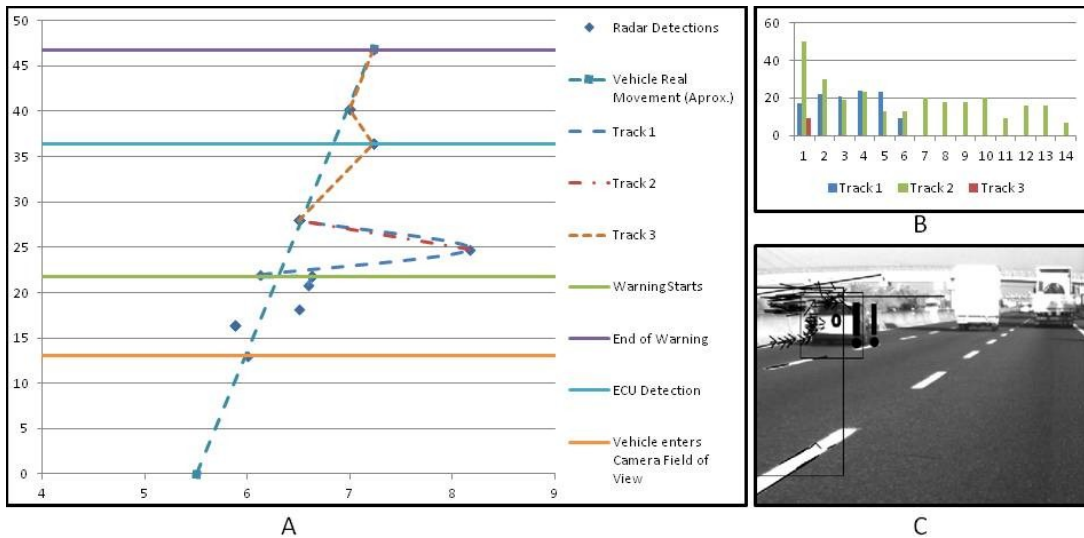 50
45
40
35
30
25
20
15
10
5
0
4 5 6 7 8 9
Radar Detections
Vehicle Real
Movement (Aprox.)
Track 1
Track 2
Track 3
Warning Starts
End of Warning
ECU Detection
Vehicle enters
Camera Field of
View
A
60
40
20
0
1 2 3 4 5 6 7 8 9 10 11 12 13 14
Track 1 Track 2 Track 3
B
0 !!
C